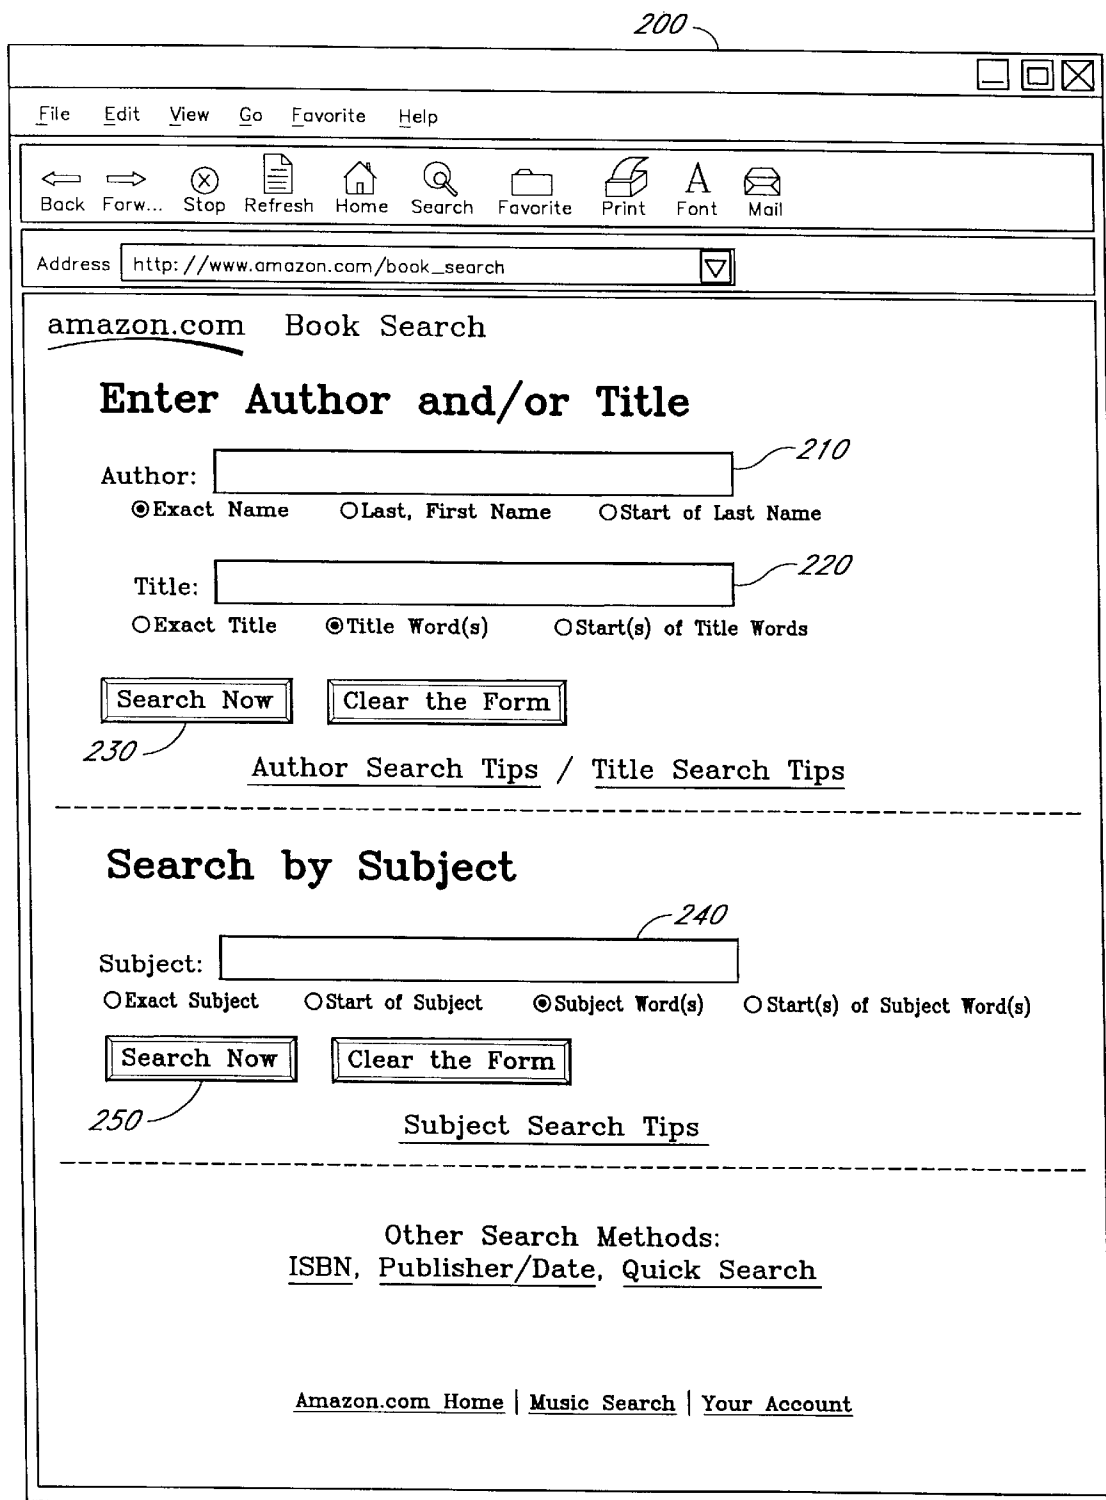 200
File Edit View Go Favorite Help
Back Forw... Stop Refresh Home Search Favorite Print Font Mail
Address http://www.amazon.com/book_search
amazon.com Book Search
Enter Author and/or Title
210
Author:
Exact Name Last, First Name Start of Last Name
220
Title:
Exact Title Title Word(s) Start(s) of Title Words
Search Now Clear the Form
230
Author Search Tips / Title Search Tips
Search by Subject
240
Subject:
Exact Subject Start of Subject Subject Word(s) Start(s) of Subject Word(s)
Search Now Clear the Form
250
Subject Search Tips
Other Search Methods:
ISBN, Publisher/Date, Quick Search
Amazon.com Home | Music Search | Your Account